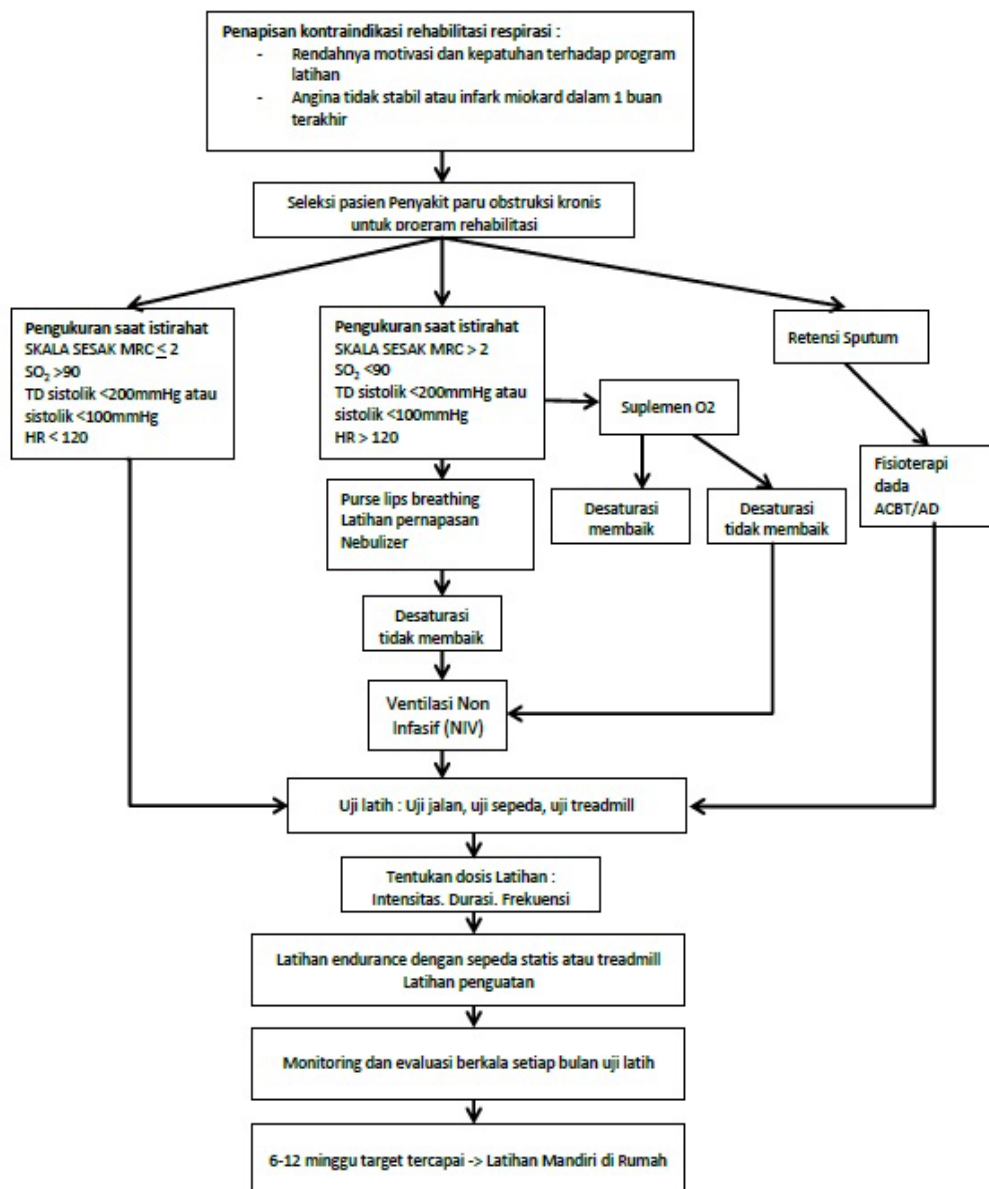 Penapisan kontraindikasi rehabilitasi respirasi :
- Rendahnya motivasi dan kepatuhan terhadap program
latihan
- Angina tidak stabil atau infark miokard dalam 1 buan
terakhir
Seleksi pasien Penyakit paru obstruksi kronis
untuk program rehabilitasi
Pengukuran saat istirahat
SKALA SESAK MRC ≤ 2
SO₂ >90
TD sistolik <200mmHg atau
sistolik <100mmHg
HR < 120
Pengukuran saat istirahat
SKALA SESAK MRC > 2
SO₂ <90
TD sistolik <200mmHg atau
sistolik <100mmHg
HR > 120
Retensi Sputum
Suplemen O2
Fisioterapi
dada
ACBT/AD
Purse lips breathing
Latihan pernapasan
Nebulizer
Desaturasi
membaik
Desaturasi
tidak membaik
Desaturasi
tidak membaik
Ventilasi Non
Infasif (NIV)
Uji latih : Uji jalan, uji sepeda, uji treadmill
Tentukan dosis Latihan :
Intensitas. Durasi. Frekuensi
Latihan endurance dengan sepeda statis atau treadmill
Latihan penguatan
Monitoring dan evaluasi berkala setiap bulan uji latih
6-12 minggu target tercapai -> Latihan Mandiri di Rumah